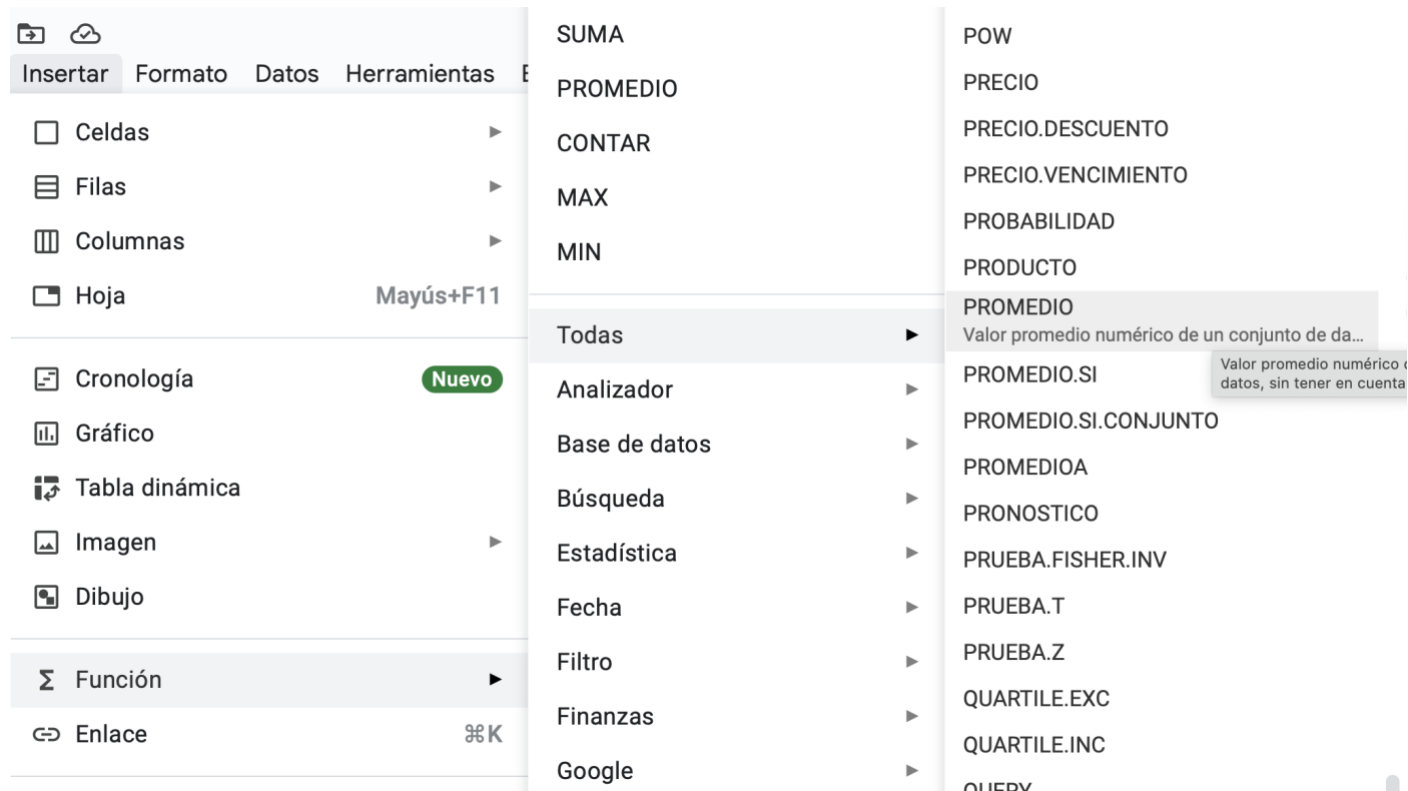 Insertar Formato Datos Herramientas
Celdas
Filas
Columnas
Hoja Mayús+F11
Cronología Nuevo
Gráfico
Tabla dinámica
Imagen
Dibujo
Función
Enlace ⌘K
SUMA
PROMEDIO
CONTAR
MAX
MIN
Todas
Analizador
Base de datos
Búsqueda
Estadística
Fecha
Filtro
Finanzas
Google
POW
PRECIO
PRECIO.DESCUENTO
PRECIO.VENCIMIENTO
PROBABILIDAD
PRODUCTO
PROMEDIO
Valor promedio numérico de un conjunto de da...
Valor promedio numérico
datos, sin tener en cuenta
PROMEDIO.SI
PROMEDIO.SI.CONJUNTO
PROMEDIOA
PRONOSTICO
PRUEBA.FISHER.INV
PRUEBA.T
PRUEBA.Z
QUARTILE.EXC
QUARTILE.INC
QUERY